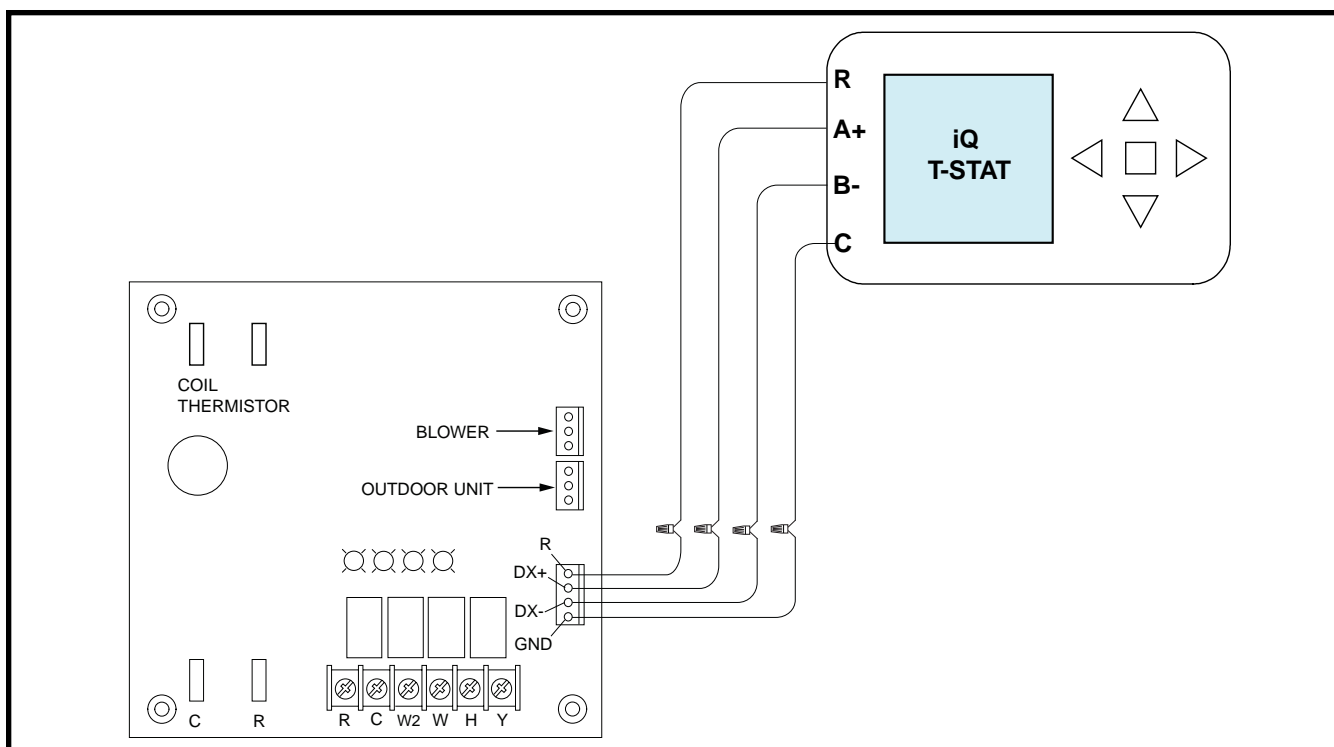 R
A+
B-
C
iQ
T-STAT
COIL
THERMISTOR
BLOWER
OUTDOOR UNIT
R
DX+
DX-
GND
C
R
R
C
W2
W
H
Y